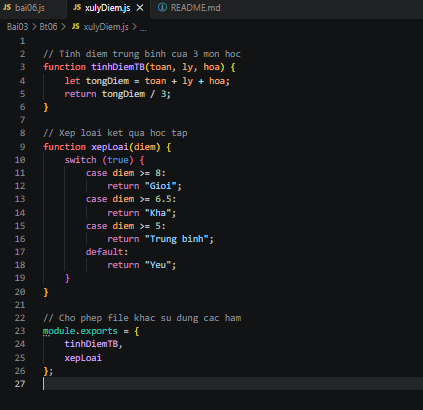 JS bai06.js JS xulyDiem.js README.md
Bai03 > Bt06 > JS xulyDiem.js > ...
1
2 // Tinh diem trung binh cua 3 mon hoc
3 function tinhDiemTB(toan, ly, hoa) {
4 let tongDiem = toan + ly + hoa;
5 return tongDiem / 3;
6 }
7
8 // Xep loai ket qua hoc tap
9 function xepLoai(diem) {
10 switch (true) {
11 case diem >= 8:
12 return "Gioi";
13 case diem >= 6.5:
14 return "Kha";
15 case diem >= 5:
16 return "Trung binh";
17 default:
18 return "Yeu";
19 }
20 }
21
22 // Cho phep file khac su dung cac ham
23 module.exports = {
24 tinhDiemTB,
25 xepLoai
26 };
27